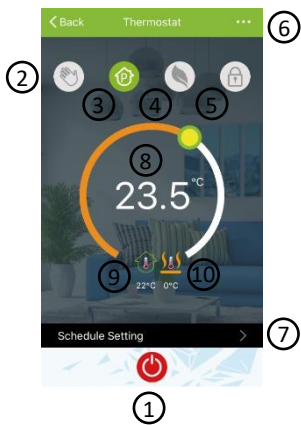 Back Thermostat ...
6
2
P
3 4 5
8
23.5°C
9 10
22°C 0°C
Schedule Setting
7
1